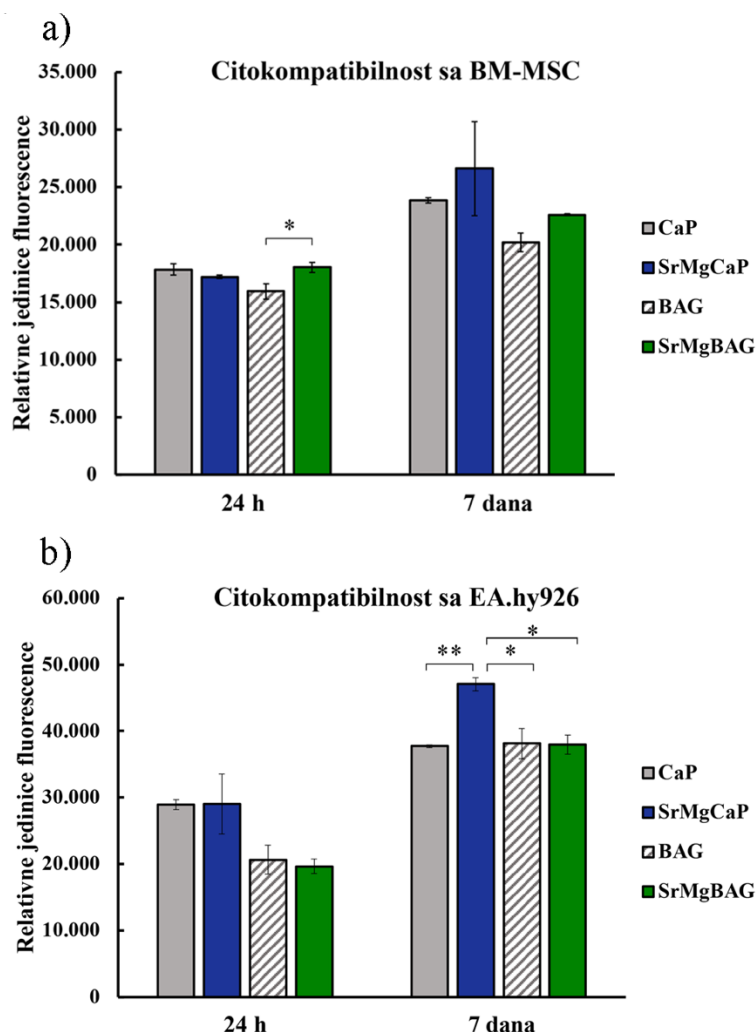 a)
Citokompatibilnost sa BM-MSC
Relativne jedinice fluorescence
35.000
30.000
25.000
20.000
15.000
10.000
5.000
0
*
24 h
7 dana
CaP
SrMgCaP
BAG
SrMgBAG
b)
Citokompatibilnost sa EA.hy926
Relativne jedinice fluorescence
60.000
50.000
40.000
30.000
20.000
10.000
0
*
** *
24 h
7 dana
CaP
SrMgCaP
BAG
SrMgBAG